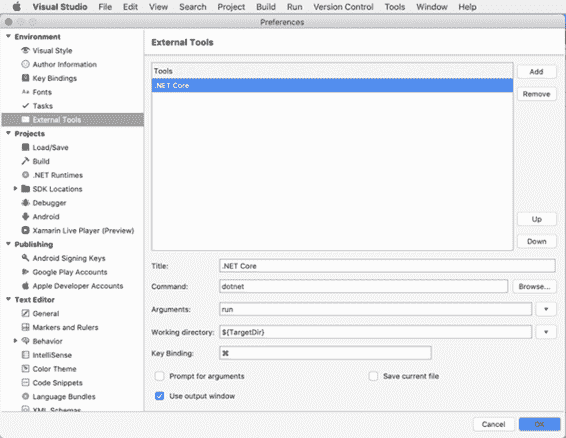 Visual Studio File Edit View Search Project Build Run Version Control Tools Window Help
Preferences
Environment
Visual Style
Author Information
Key Bindings
Aa Fonts
Tasks
External Tools
Projects
Load/Save
Build
.NET Runtimes
SDK Locations
Debugger
Android
Xamarin Live Player (Preview)
Publishing
Android Signing Keys
Google Play Accounts
Apple Developer Accounts
Text Editor
General
Markers and Rulers
Behavior
IntelliSense
Color Theme
Code Snippets
Language Bundles
XML Schemas
External Tools
Tools
.NET Core
Add
Remove
Up
Down
Title: .NET Core
Command: dotnet Browse...
Arguments: run
Working directory: ${TargetDir}
Key Binding: ⌘
Prompt for arguments Save current file
Use output window
Cancel OK